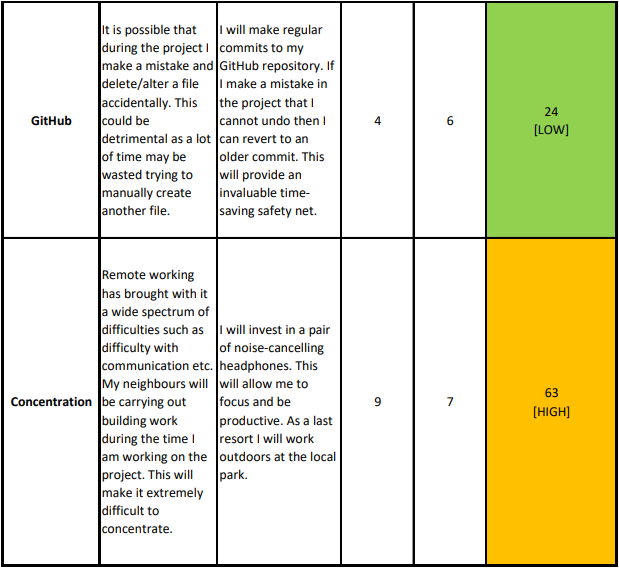 GitHub
It is possible that
during the project I
make a mistake and
delete/alter a file
accidentally. This
could be
detrimental as a lot
of time may be
wasted trying to
manually create
another file.
I will make regular
commits to my
GitHub repository. If
I make a mistake in
the project that I
cannot undo then I
can revert to an
older commit. This
will provide an
invaluable time-
saving safety net.
4
6
24
[LOW]
Concentration
Remote working
has brought with it
a wide spectrum of
difficulties such as
difficulty with
communication etc.
My neighbours will
be carrying out
building work
during the time I
am working on the
project. This will
make it extremely
difficult to
concentrate.
I will invest in a pair
of noise-cancelling
headphones. This
will allow me to
focus and be
productive. As a last
resort I will work
outdoors at the local
park.
9
7
63
[HIGH]